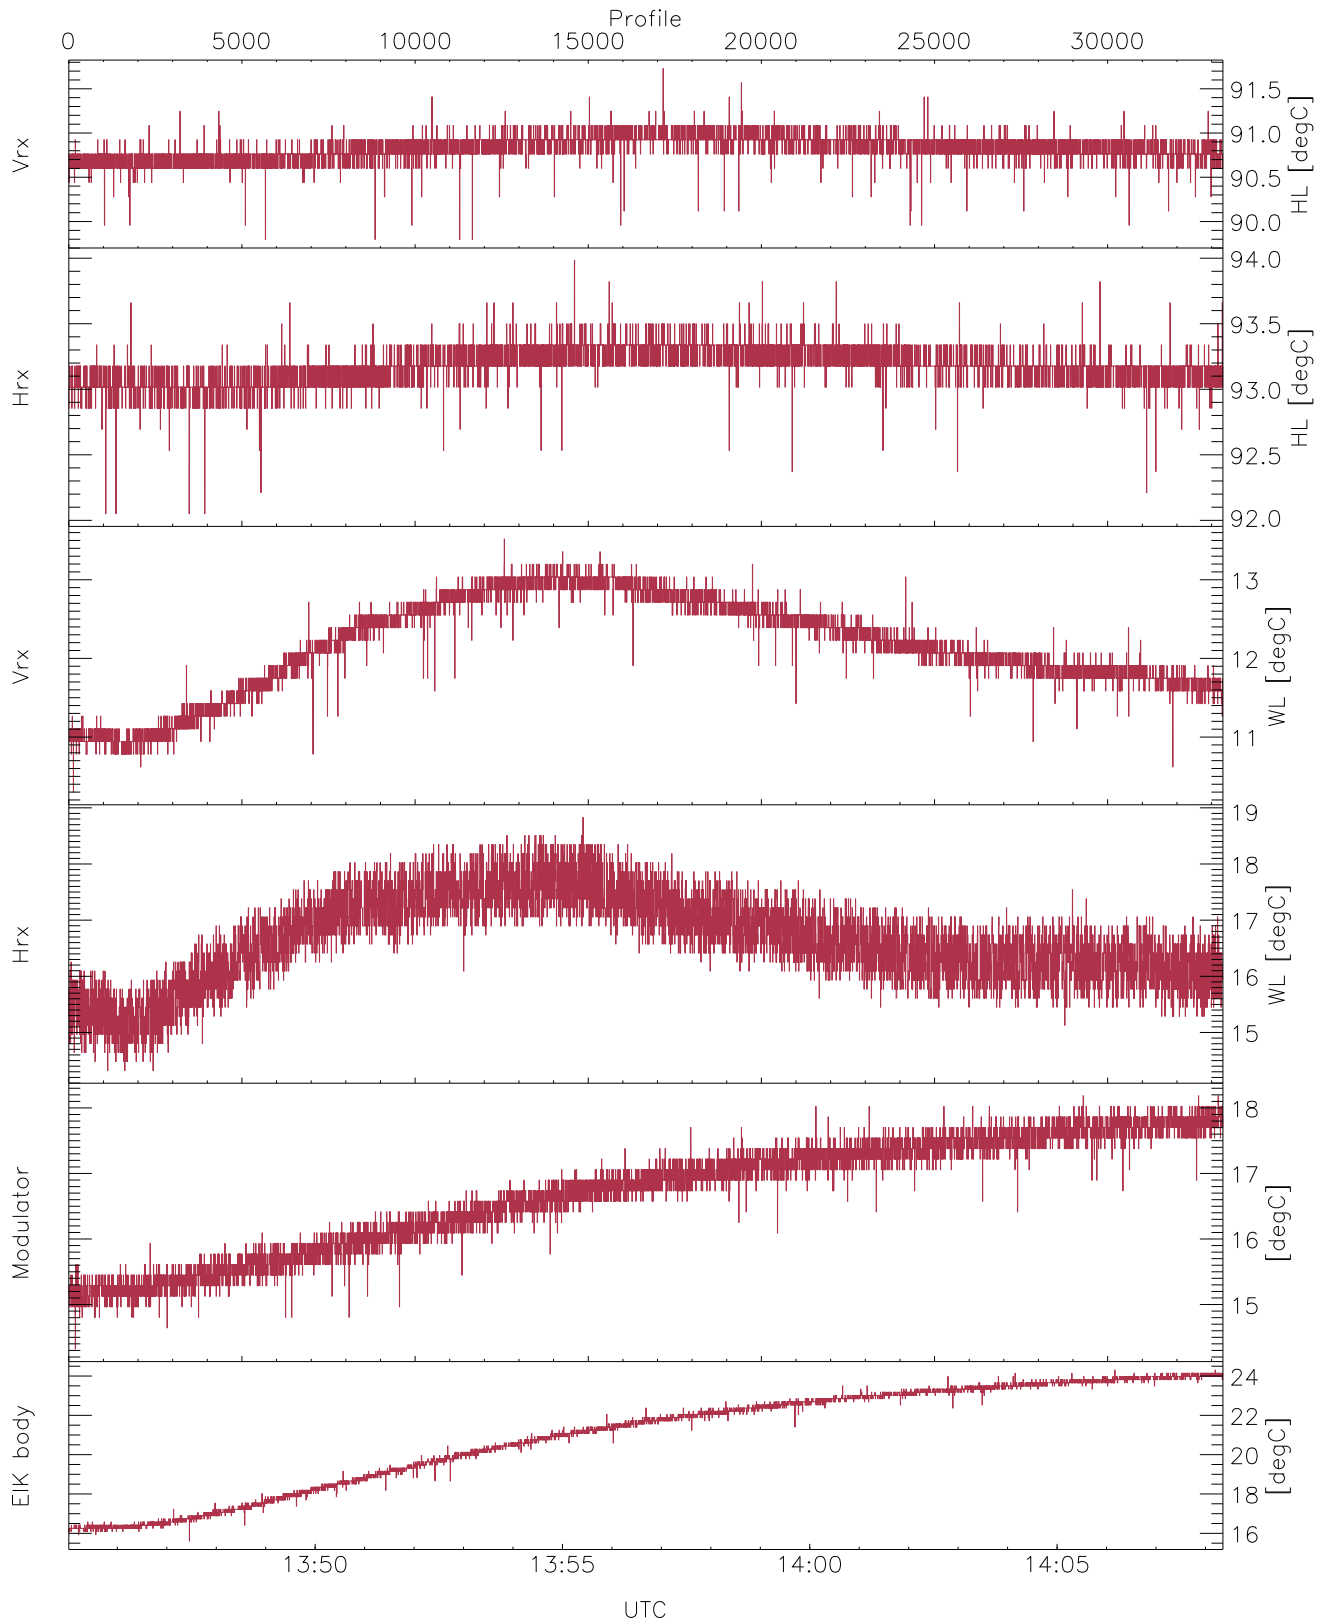 Profile
0 5000 10000 15000 20000 25000 30000
Vrx
91.5
91.0
90.5
90.0
HL [degC]
Hrx
94.0
93.5
93.0
92.5
92.0
HL [degC]
Vrx
13
12
11
WL [degC]
Hrx
19
18
17
16
15
WL [degC]
Modulator
18
17
16
15
[degC]
EIK body
24
22
20
18
16
[degC]
13:50 13:55 14:00 14:05
UTC